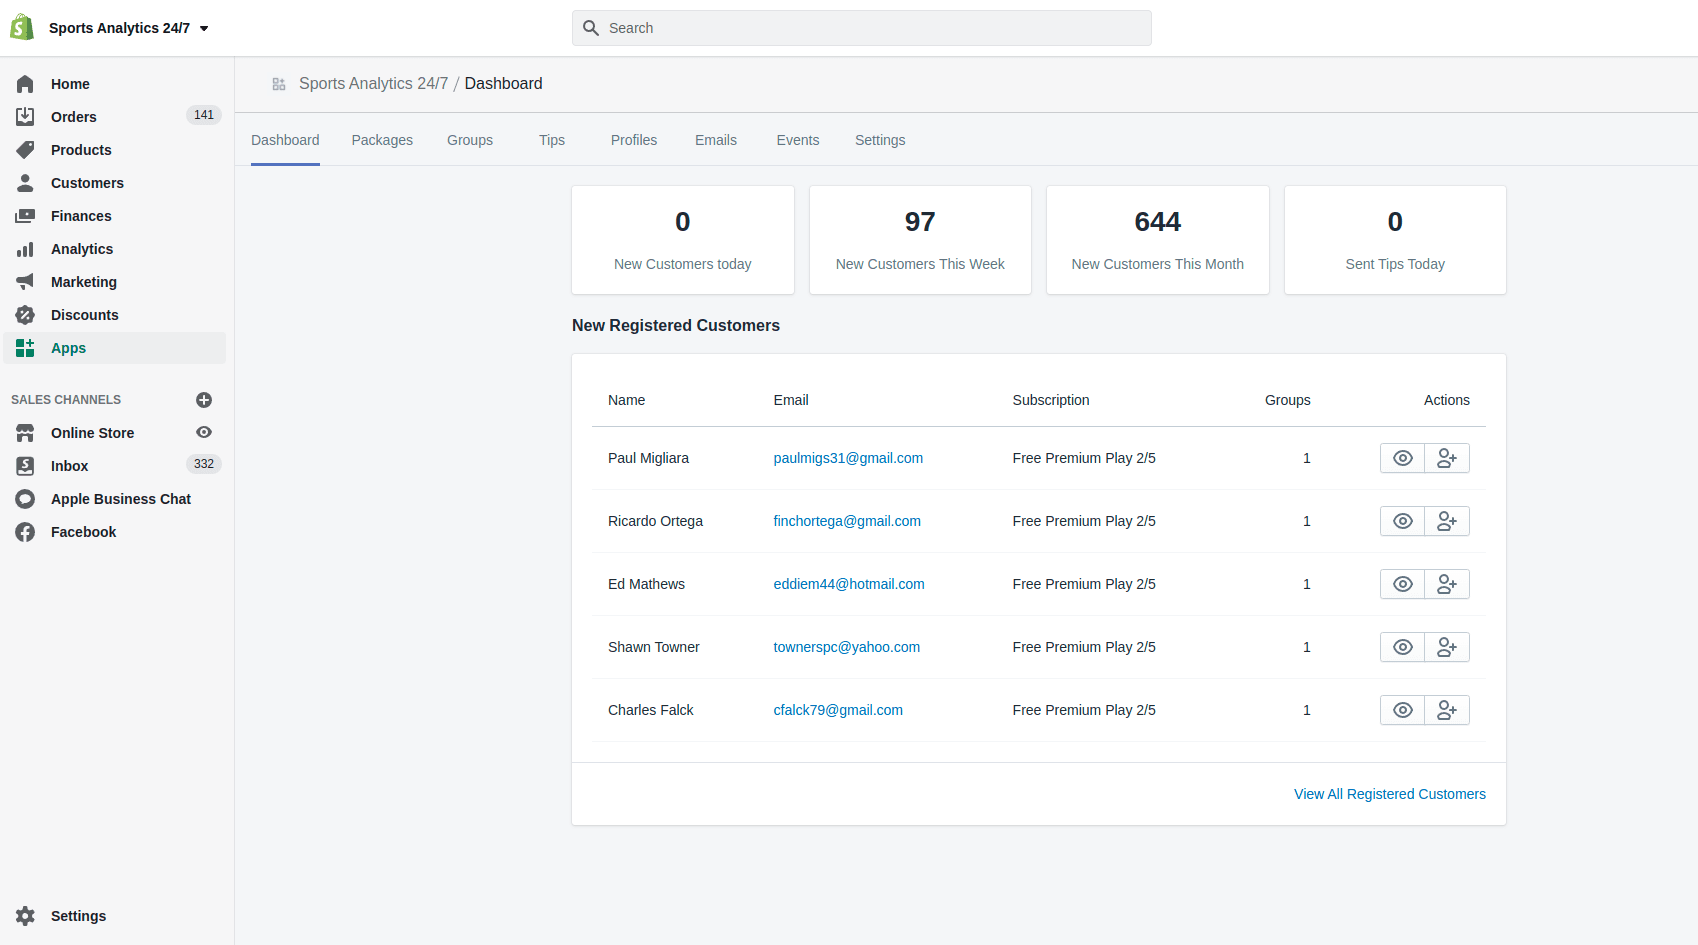 Sports Analytics 24/7
Search
Home
Orders 141
Products
Customers
Finances
Analytics
Marketing
Discounts
Apps
SALES CHANNELS
Online Store
Inbox 332
Apple Business Chat
Facebook
Settings
Sports Analytics 24/7 / Dashboard
Dashboard Packages Groups Tips Profiles Emails Events Settings
0 97 644 0
New Customers today New Customers This Week New Customers This Month Sent Tips Today
New Registered Customers
Name Email Subscription Groups Actions
Paul Migliara paulmigs31@gmail.com Free Premium Play 2/5 1
Ricardo Ortega finchortega@gmail.com Free Premium Play 2/5 1
Ed Mathews eddiem44@hotmail.com Free Premium Play 2/5 1
Shawn Towner townerspc@yahoo.com Free Premium Play 2/5 1
Charles Falck cfalck79@gmail.com Free Premium Play 2/5 1
View All Registered Customers